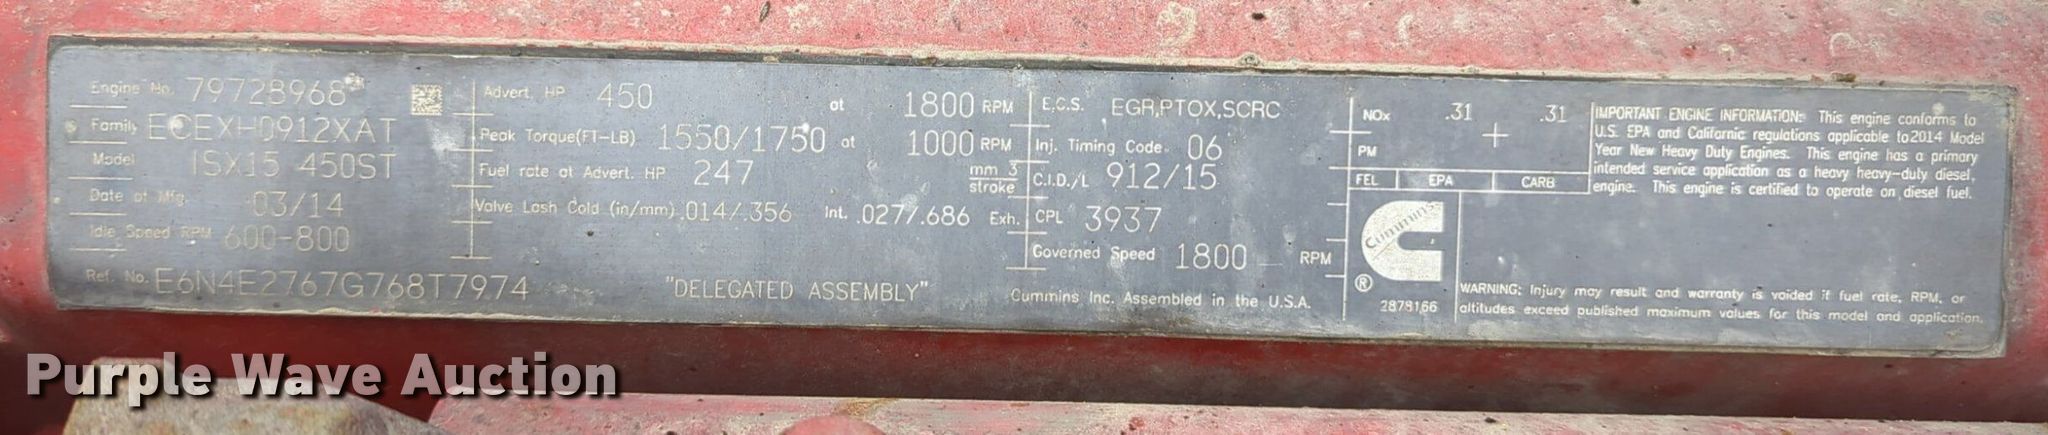 Engine No. 79728968
Family ECEXH0912XAT
Model ISX15 450ST
Date of Mfg 03/14
Idle Speed RPM 600-800
Ref. No. E6N4E2767G768T7974
Advert. HP 450 at 1800 RPM
Peak Torque(FT-LB) 1550/1750 at 1000 RPM
Fuel rate at Advert. HP 247 mm 3 stroke
Valve Lash Cold (in/mm) .014/.356 Int. .027/.686 Exh.
"DELEGATED ASSEMBLY"
E.C.S. EGR,PTOX,SCRC
Inj. Timing Code 06
C.I.D./L 912/15
CPL 3937
Governed Speed 1800 RPM
Cummins Inc. Assembled in the U.S.A.
NOx .31 .31
PM
FEL EPA CARB
Cummins
®
2878166
IMPORTANT ENGINE INFORMATION: This engine conforms to
U.S. EPA and California regulations applicable to 2014 Model
Year New Heavy Duty Engines. This engine has a primary
intended service application as a heavy heavy-duty diesel,
engine. This engine is certified to operate on diesel fuel.
WARNING: Injury may result and warranty is voided if fuel rate, RPM, or
altitudes exceed published maximum values for this model and application.
Purple Wave Auction